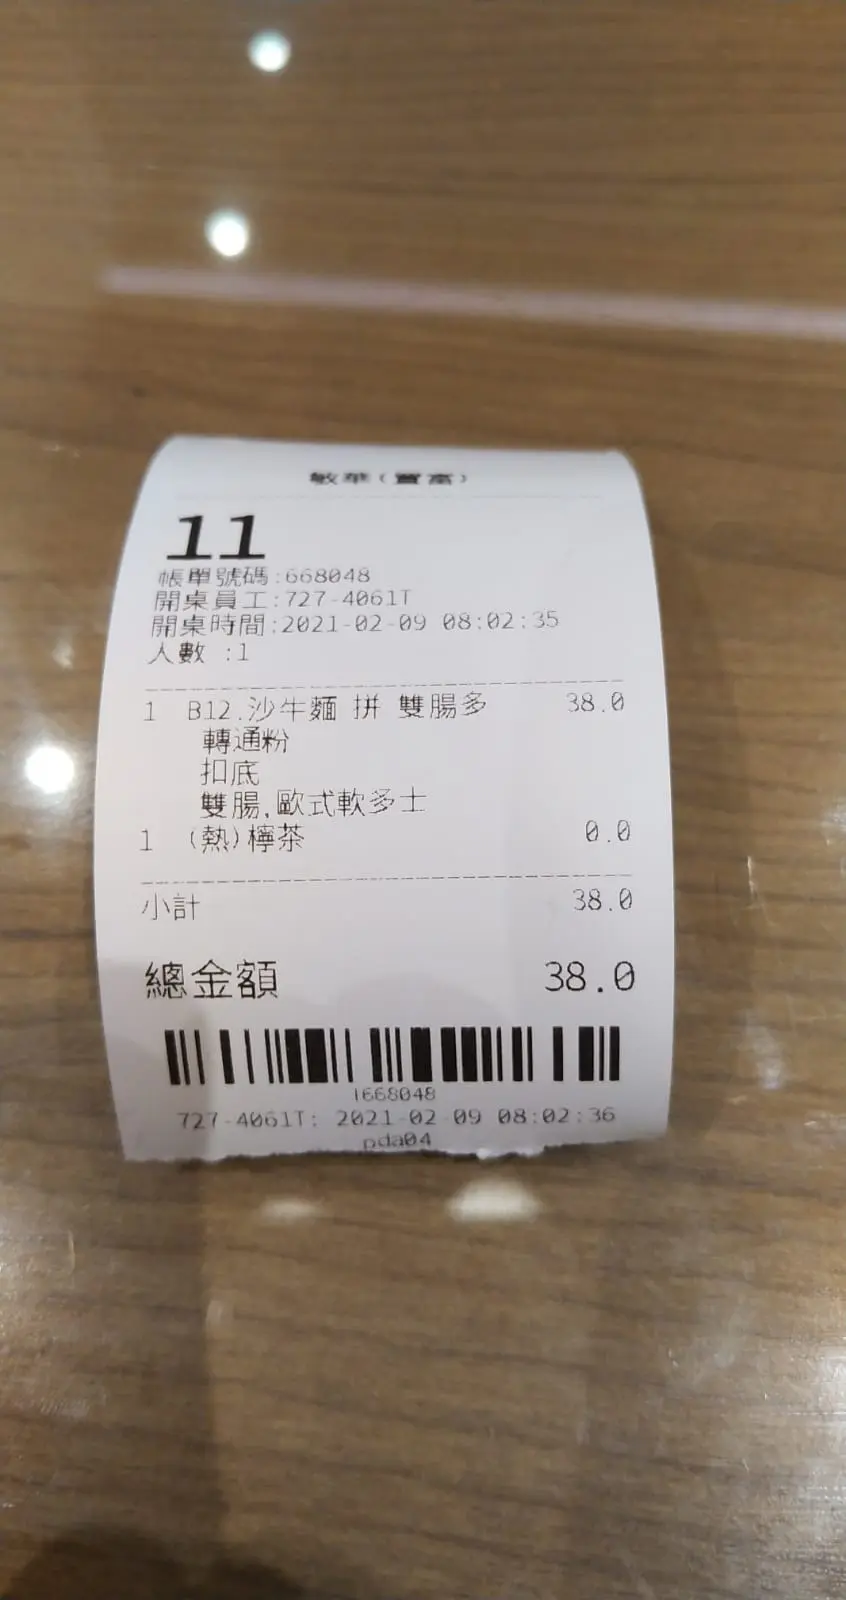 敏華(置富)
11
帳單號碼:668048
開桌員工:727-4061T
開桌時間:2021-02-09 08:02:35
人數 :1
1 B12.沙牛麵 拼 雙腸多 38.0
轉通粉
扣底
雙腸,歐式軟多士
1 (熱)檸茶 0.0
小計 38.0
總金額 38.0
1668048
727-4061T: 2021-02-09 08:02:36
pda04